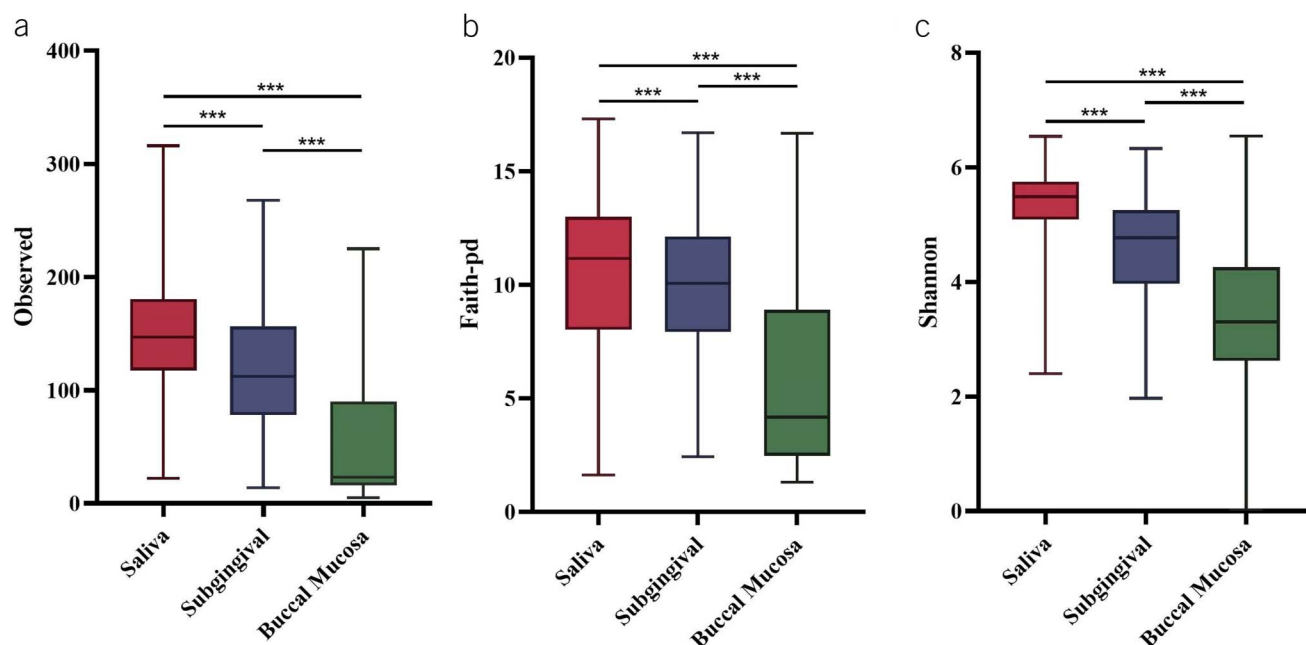 a
400
300
200
100
0
Observed
***
***
***
Saliva
Subgingival
Buccal Mucosa
b
20
15
10
5
0
Faith-pd
***
***
***
Saliva
Subgingival
Buccal Mucosa
c
8
6
4
2
0
Shannon
***
***
***
Saliva
Subgingival
Buccal Mucosa